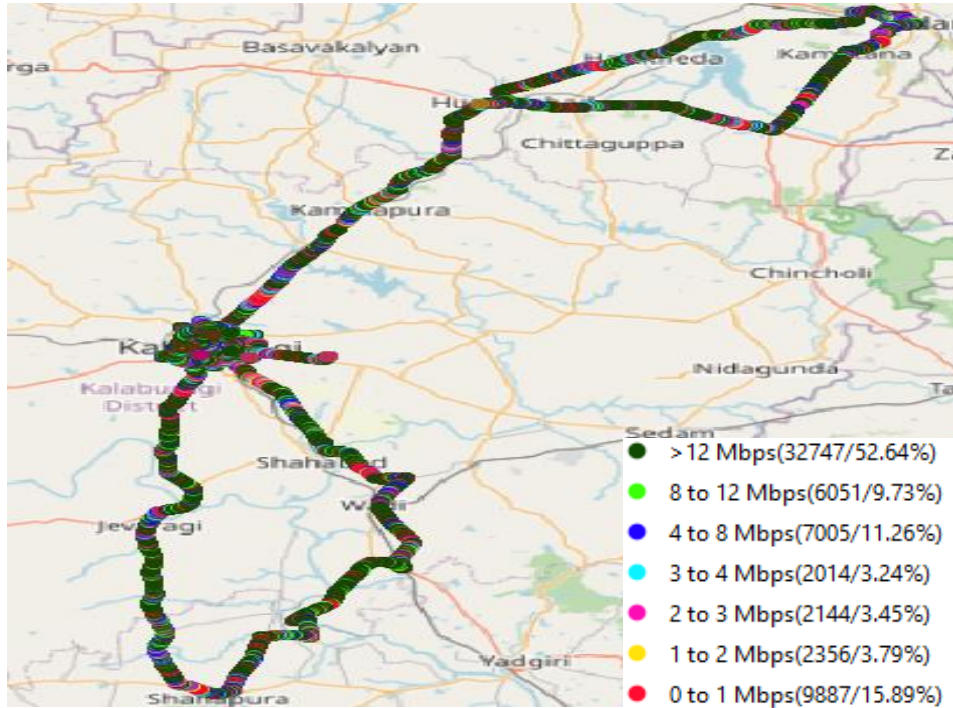 Basavakalyan
Chittaguppa
Chincholi
Nidagunda
Kalaburagi
District
Sedam
Shahabad
Yadgiri
>12 Mbps(32747/52.64%)
8 to 12 Mbps(6051/9.73%)
4 to 8 Mbps(7005/11.26%)
3 to 4 Mbps(2014/3.24%)
2 to 3 Mbps(2144/3.45%)
1 to 2 Mbps(2356/3.79%)
0 to 1 Mbps(9887/15.89%)